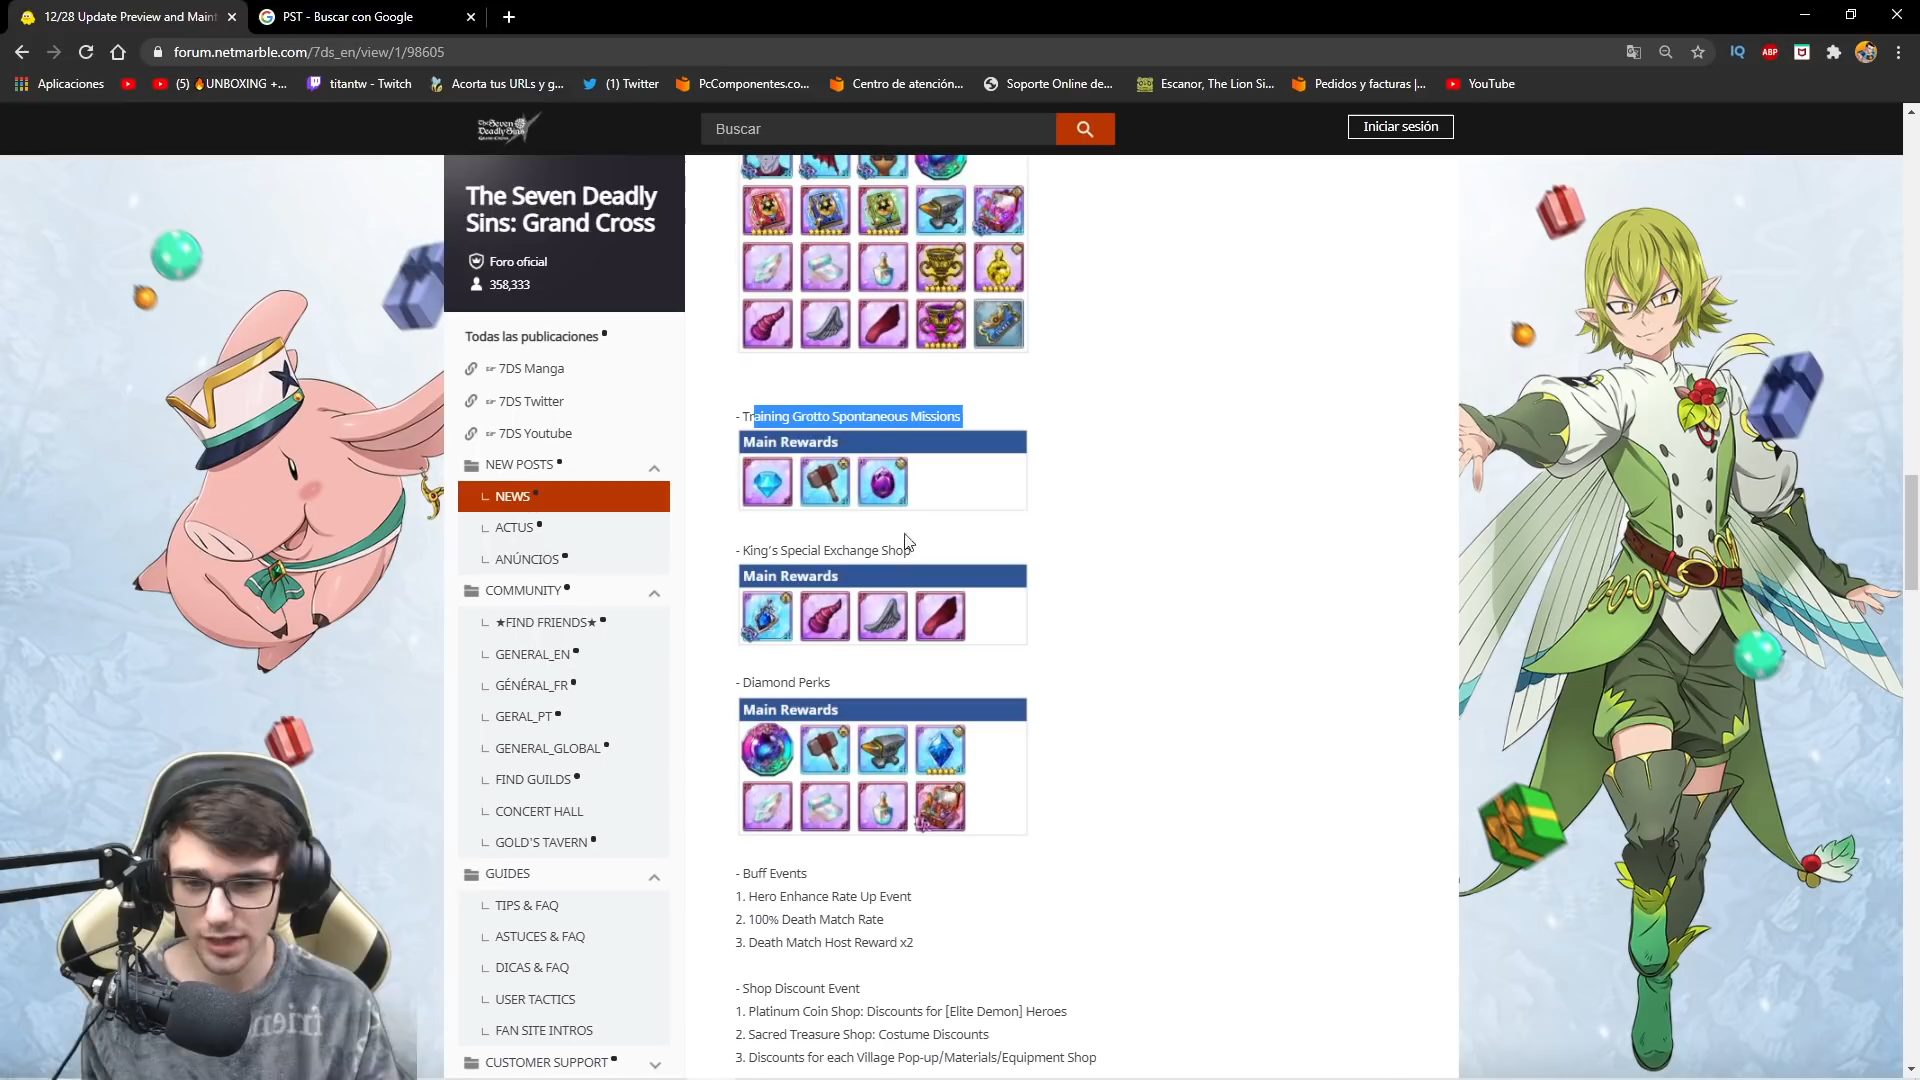 12/28 Update Preview and Maint
PST - Buscar con Google
forum.netmarble.com/7ds_en/view/1/98605
Aplicaciones
(5) 🔥UNBOXING +...
titantw - Twitch
Acorta tus URLs y g...
(1) Twitter
PcComponentes.co...
Centro de atención...
Soporte Online de...
Escanor, The Lion Si...
Pedidos y facturas |...
YouTube
IQ
ABP
The Seven Deadly Sins
Buscar
Iniciar sesión
The Seven Deadly
Sins: Grand Cross
Foro oficial
358,333
Todas las publicaciones
☞ 7DS Manga
☞ 7DS Twitter
☞ 7DS Youtube
NEW POSTS
NEWS
ACTUS
ANÚNCIOS
COMMUNITY
★FIND FRIENDS★
GENERAL_EN
GÉNÉRAL_FR
GERAL_PT
GENERAL_GLOBAL
FIND GUILDS
CONCERT HALL
GOLD'S TAVERN
GUIDES
TIPS & FAQ
ASTUCES & FAQ
DICAS & FAQ
USER TACTICS
FAN SITE INTROS
CUSTOMER SUPPORT
- Training Grotto Spontaneous Missions
Main Rewards
- King's Special Exchange Shop
Main Rewards
- Diamond Perks
Main Rewards
- Buff Events
1. Hero Enhance Rate Up Event
2. 100% Death Match Rate
3. Death Match Host Reward x2
- Shop Discount Event
1. Platinum Coin Shop: Discounts for [Elite Demon] Heroes
2. Sacred Treasure Shop: Costume Discounts
3. Discounts for each Village Pop-up/Materials/Equipment Shop